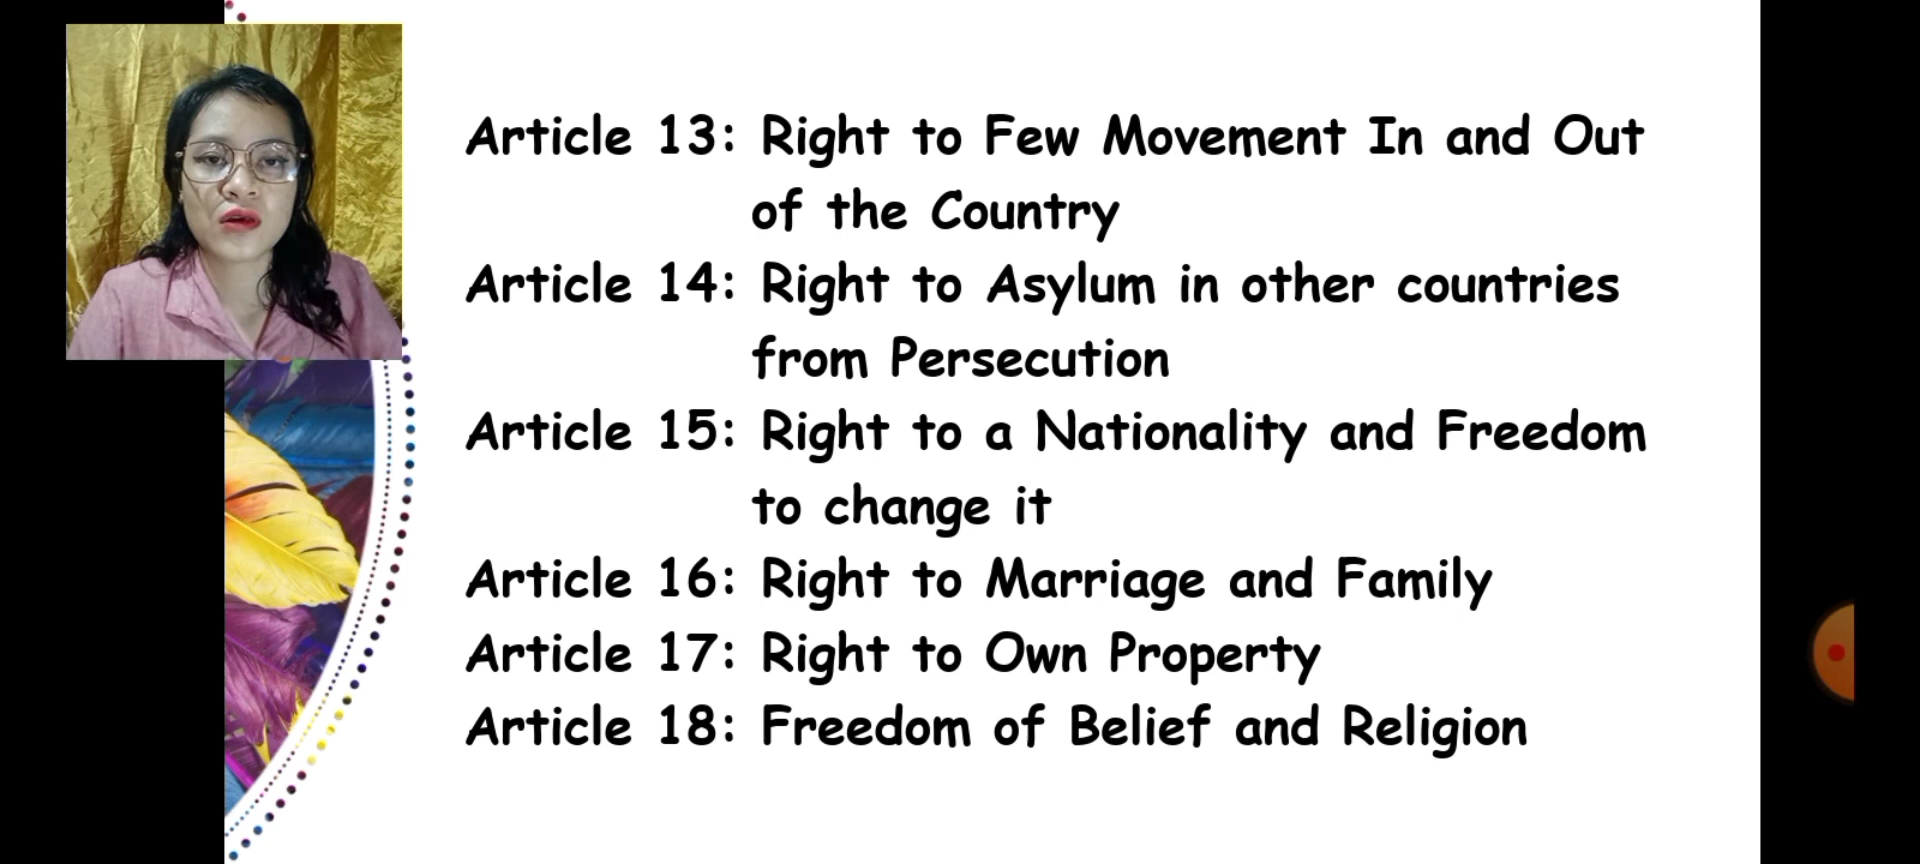 Article 13: Right to Few Movement In and Out
of the Country
Article 14: Right to Asylum in other countries
from Persecution
Article 15: Right to a Nationality and Freedom
to change it
Article 16: Right to Marriage and Family
Article 17: Right to Own Property
Article 18: Freedom of Belief and Religion